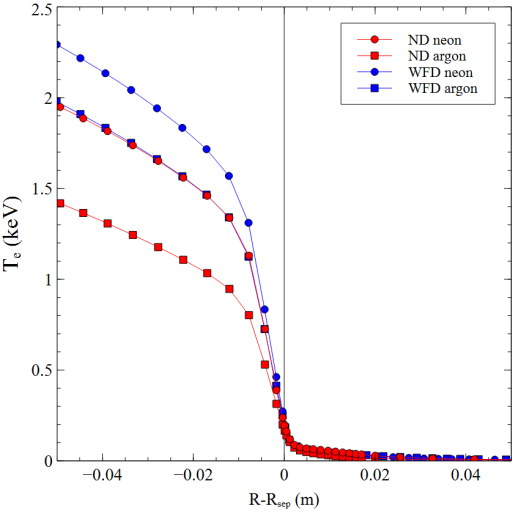 2.5
2
1.5
1
0.5
0
Te (keV)
ND neon
ND argon
WFD neon
WFD argon
−0.04
−0.02
0
0.02
0.04
R-Rsep (m)